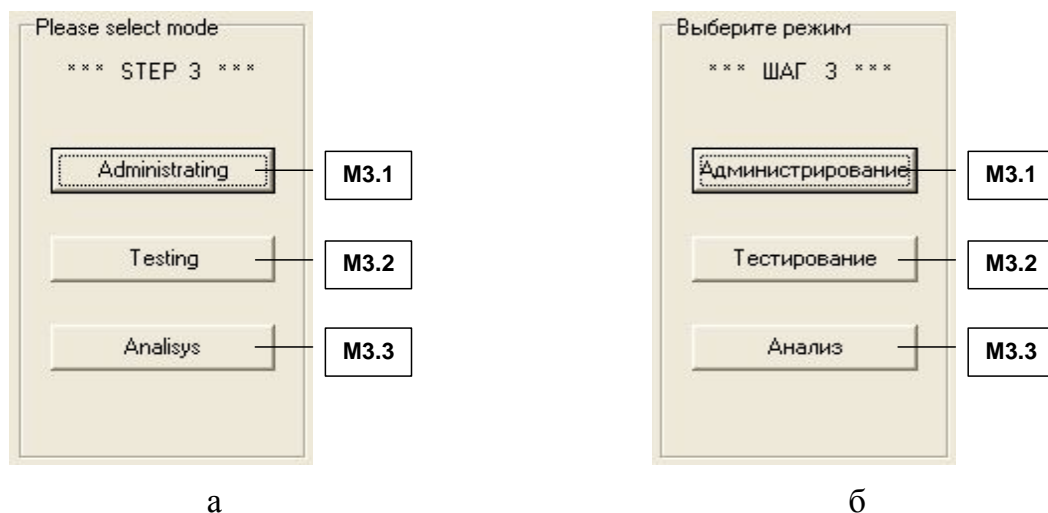 Please select mode
*** STEP 3 ***
Administrating
M3.1
Testing
M3.2
Analisys
M3.3
а
Выберите режим
*** ШАГ 3 ***
Администрирование
M3.1
Тестирование
M3.2
Анализ
M3.3
б